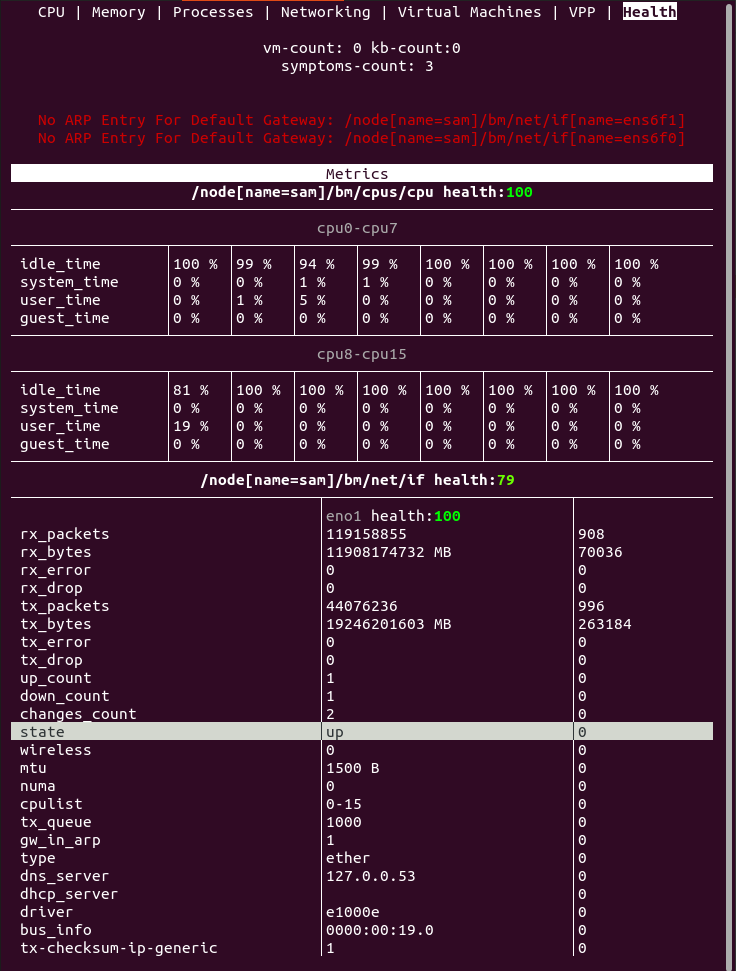 CPU | Memory | Processes | Networking | Virtual Machines | VPP | Health
vm-count: 0 kb-count:0
symptoms-count: 3
No ARP Entry For Default Gateway: /node[name=sam]/bm/net/if[name=ens6f1]
No ARP Entry For Default Gateway: /node[name=sam]/bm/net/if[name=ens6f0]
Metrics
/node[name=sam]/bm/cpus/cpu health:100
cpu0-cpu7
idle_time 100 % 99 % 94 % 99 % 100 % 100 % 100 % 100 %
system_time 0 % 0 % 1 % 1 % 0 % 0 % 0 % 0 %
user_time 0 % 1 % 5 % 0 % 0 % 0 % 0 % 0 %
guest_time 0 % 0 % 0 % 0 % 0 % 0 % 0 % 0 %
cpu8-cpu15
idle_time 81 % 100 % 100 % 100 % 100 % 100 % 100 % 100 %
system_time 0 % 0 % 0 % 0 % 0 % 0 % 0 % 0 %
user_time 19 % 0 % 0 % 0 % 0 % 0 % 0 % 0 %
guest_time 0 % 0 % 0 % 0 % 0 % 0 % 0 % 0 %
/node[name=sam]/bm/net/if health:79
eno1 health:100
rx_packets 119158855 908
rx_bytes 11908174732 MB 70036
rx_error 0 0
rx_drop 0 0
tx_packets 44076236 996
tx_bytes 19246201603 MB 263184
tx_error 0 0
tx_drop 0 0
up_count 1 0
down_count 1 0
changes_count 2 0
state up 0
wireless 0 0
mtu 1500 B 0
numa 0 0
cpulist 0-15 0
tx_queue 1000 0
gw_in_arp 1 0
type ether 0
dns_server 127.0.0.53 0
dhcp_server 0
driver e1000e 0
bus_info 0000:00:19.0 0
tx-checksum-ip-generic 1 0